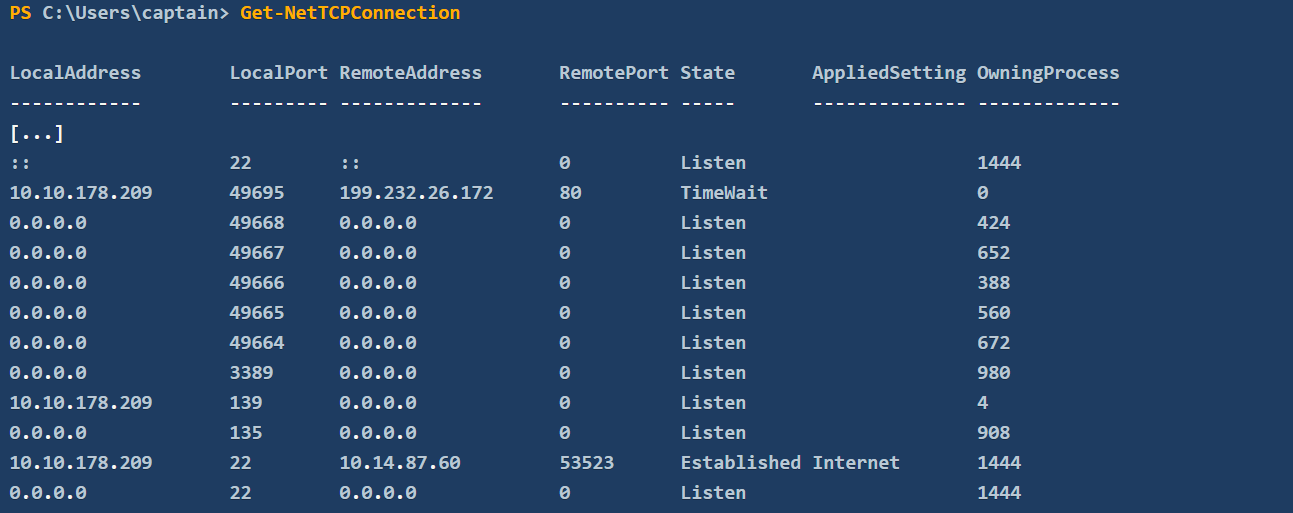 PS C:\Users\captain> Get-NetTCPConnection
LocalAddress LocalPort RemoteAddress RemotePort State AppliedSetting OwningProcess
------------ --------- ------------- ---------- ----- -------------- -------------
[...]
:: 22 :: 0 Listen 1444
10.10.178.209 49695 199.232.26.172 80 TimeWait 0
0.0.0.0 49668 0.0.0.0 0 Listen 424
0.0.0.0 49667 0.0.0.0 0 Listen 652
0.0.0.0 49666 0.0.0.0 0 Listen 388
0.0.0.0 49665 0.0.0.0 0 Listen 560
0.0.0.0 49664 0.0.0.0 0 Listen 672
0.0.0.0 3389 0.0.0.0 0 Listen 980
10.10.178.209 139 0.0.0.0 0 Listen 4
0.0.0.0 135 0.0.0.0 0 Listen 908
10.10.178.209 22 10.14.87.60 53523 Established Internet 1444
0.0.0.0 22 0.0.0.0 0 Listen 1444